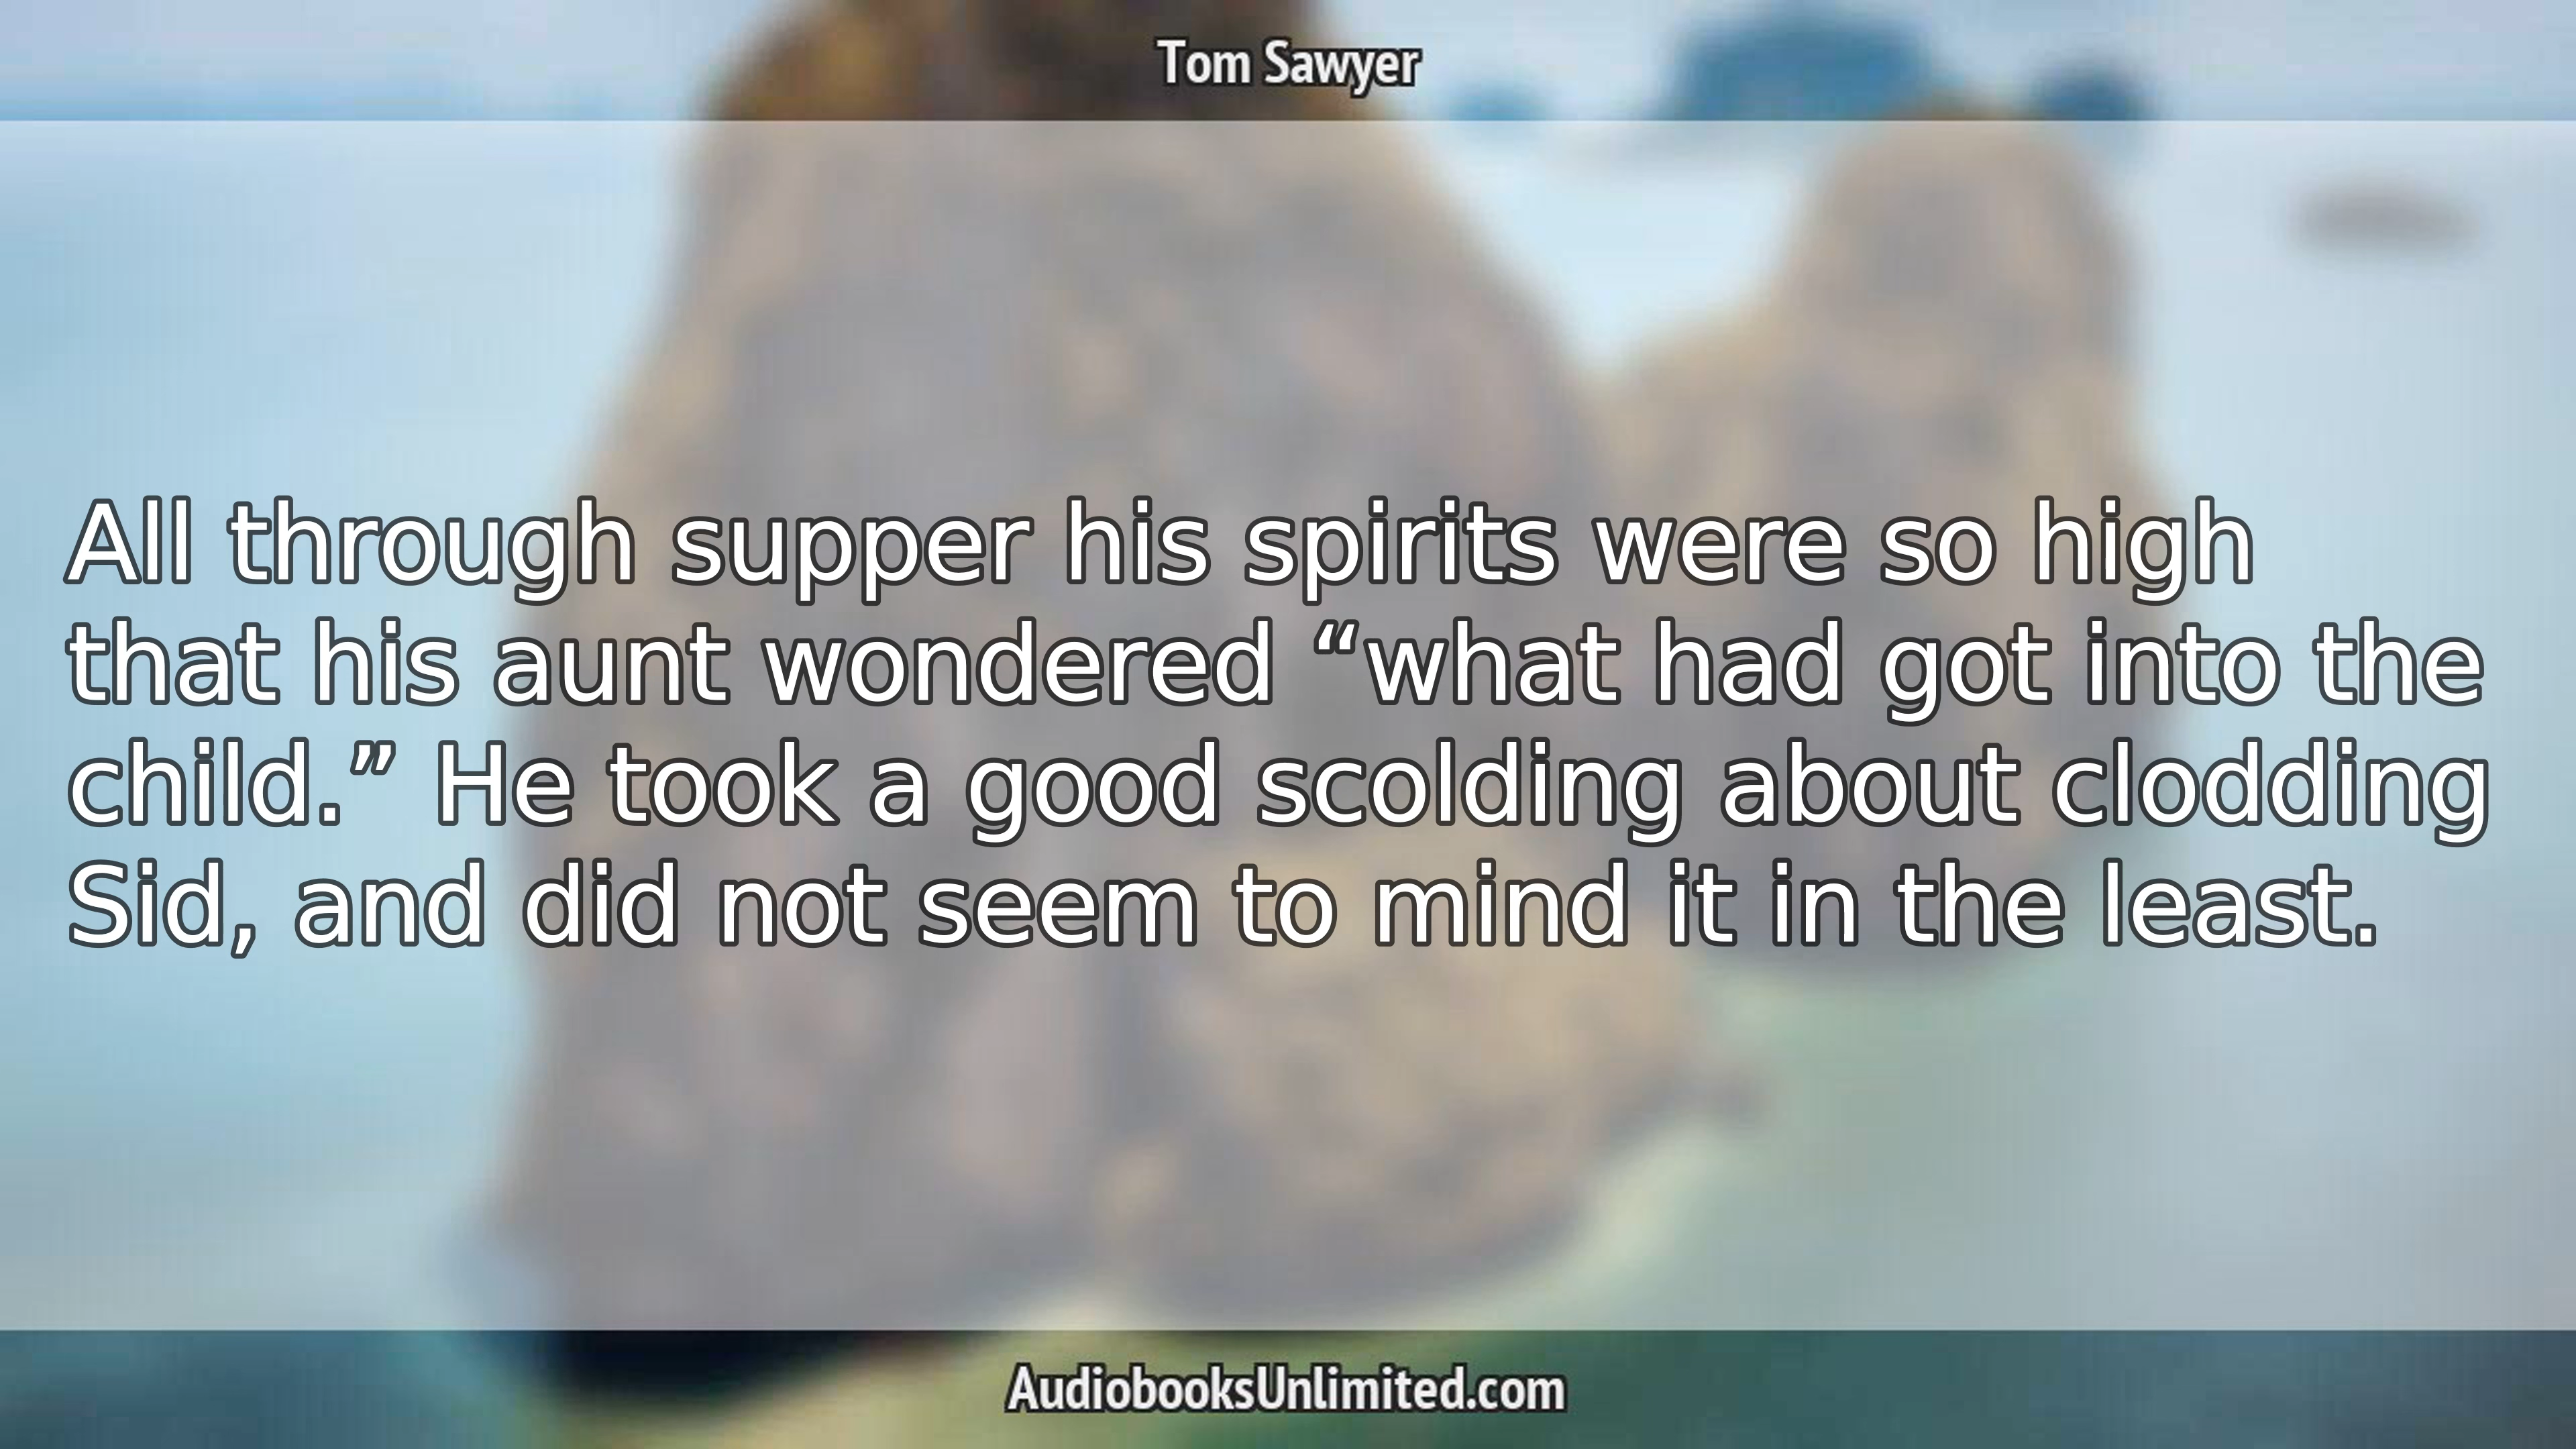 Tom Sawyer
All through supper his spirits were so high
that his aunt wondered “what had got into the
child.” He took a good scolding about clodding
Sid, and did not seem to mind it in the least.
AudiobooksUnlimited.com